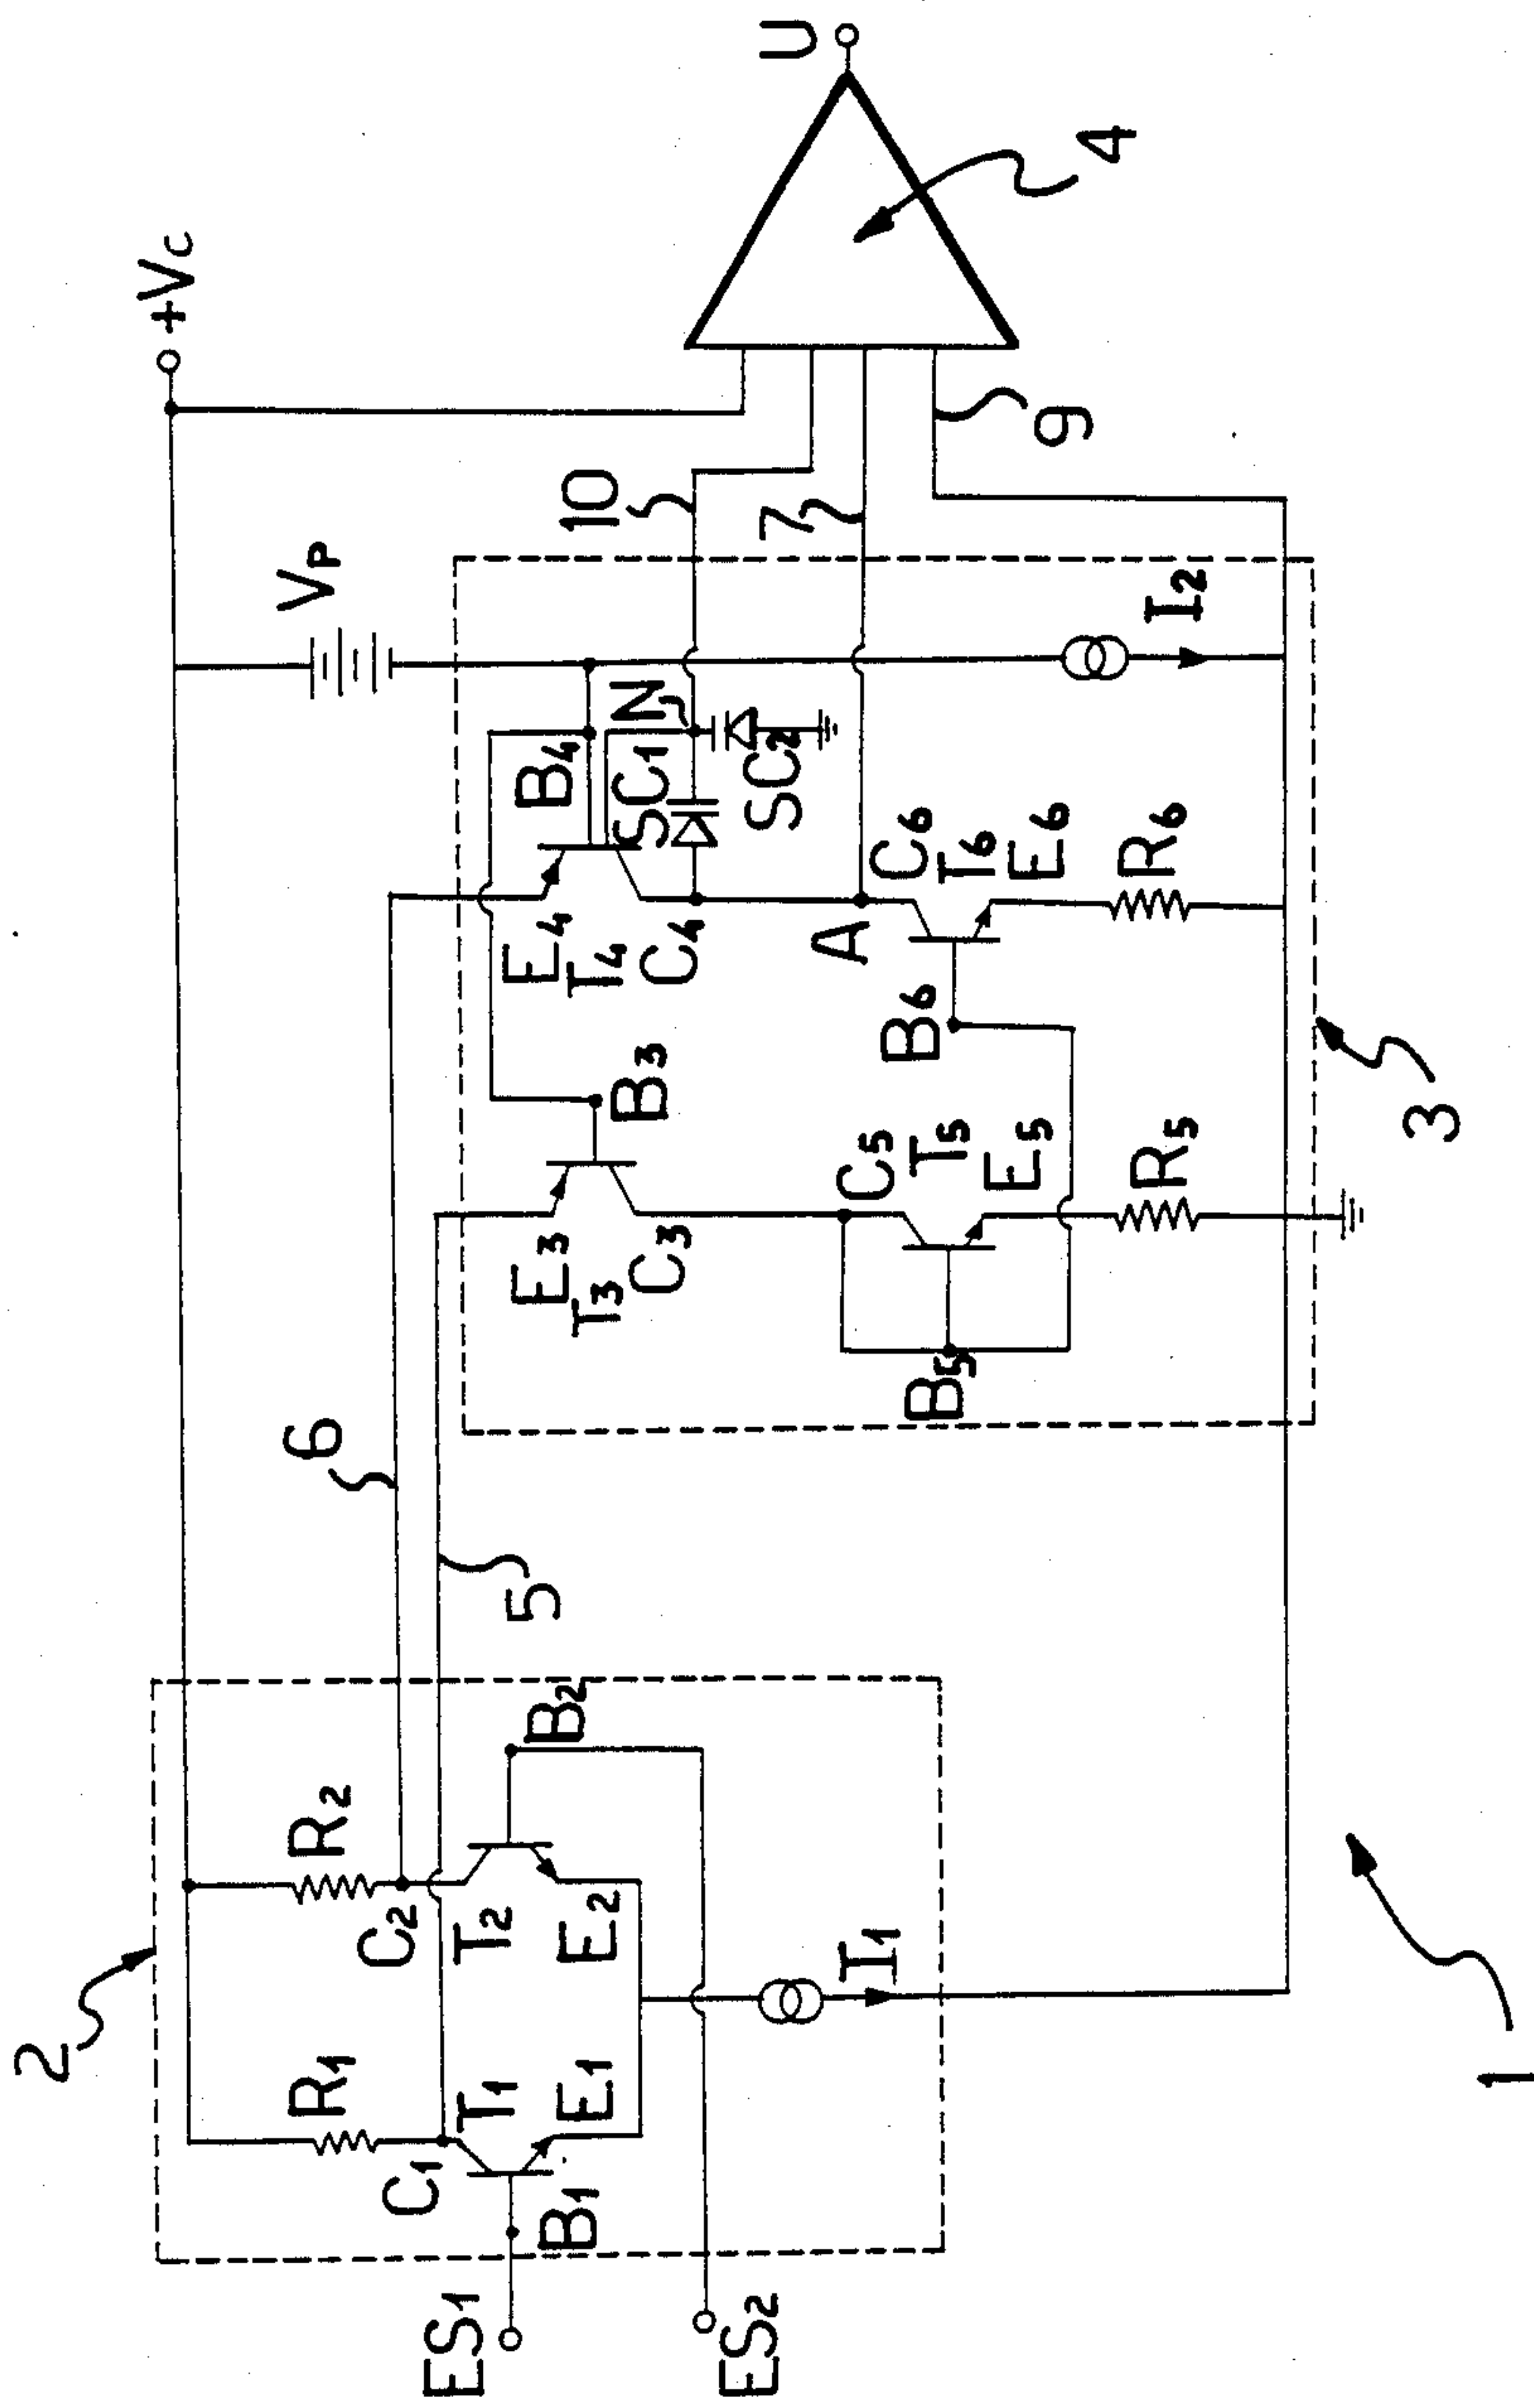 2
R1
C1
T1
B1
E1
ES1
ES2
R2
C2
T2
B2
E2
I1
6
5
+Vc
VP
E3
T3
C3
B3
E4
T4
C4
B4
SC1
N
SC2
10
7
A
C5
T5
E5
B5
R5
C6
T6
E6
B6
R6
I2
9
3
4
U
1